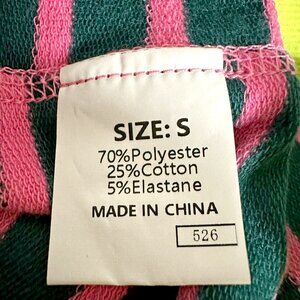 SIZE: S
70%Polyester
25%Cotton
5%Elastane
MADE IN CHINA
526